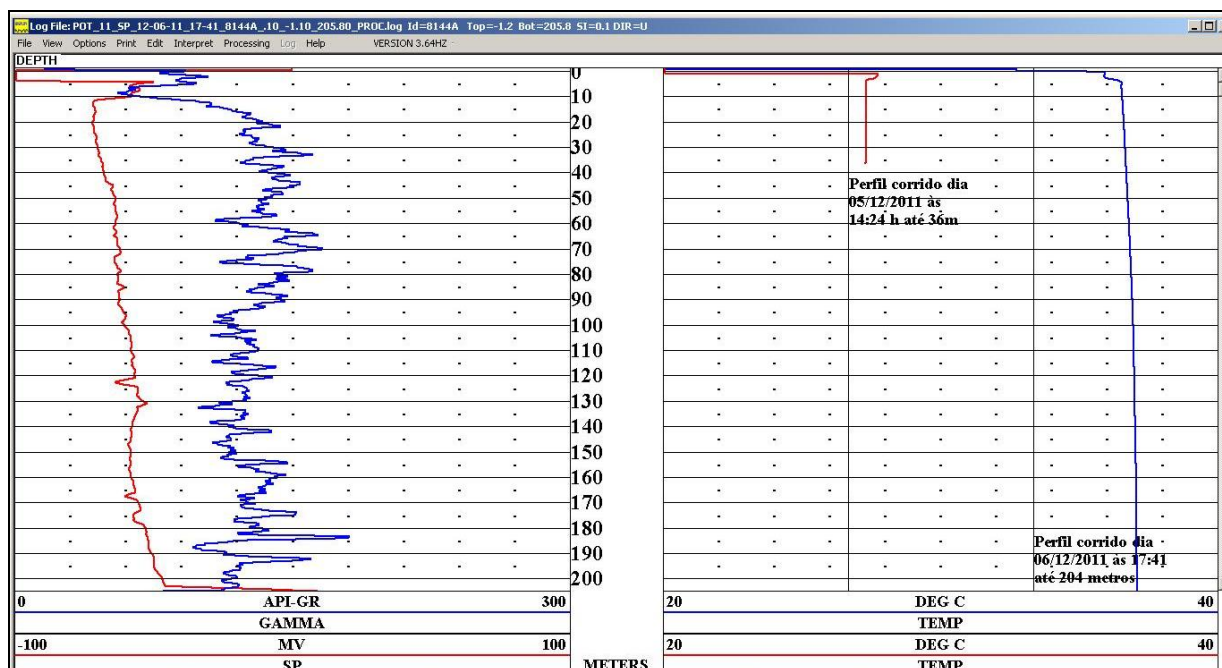 Log File: POT_11_SP_12-06-11_17-41_8144A_.10_-1.10_205.80_PROC.log Id=8144A Top=-1.2 Bot=205.8 SI=0.1 DIR=U
File View Options Print Edit Interpret Processing Log Help VERSION 3.64HZ
DEPTH
0
10
20
30
40
50
60
70
80
90
100
110
120
130
140
150
160
170
180
190
200
Perfil corrido dia
05/12/2011 às
14:24 h até 36m
Perfil corrido dia
06/12/2011 às 17:41
até 204 metros
0 API-GR 300
GAMMA
-100 MV 100
SP
METERS
20 DEG C 40
TEMP
20 DEG C 40
TEMP